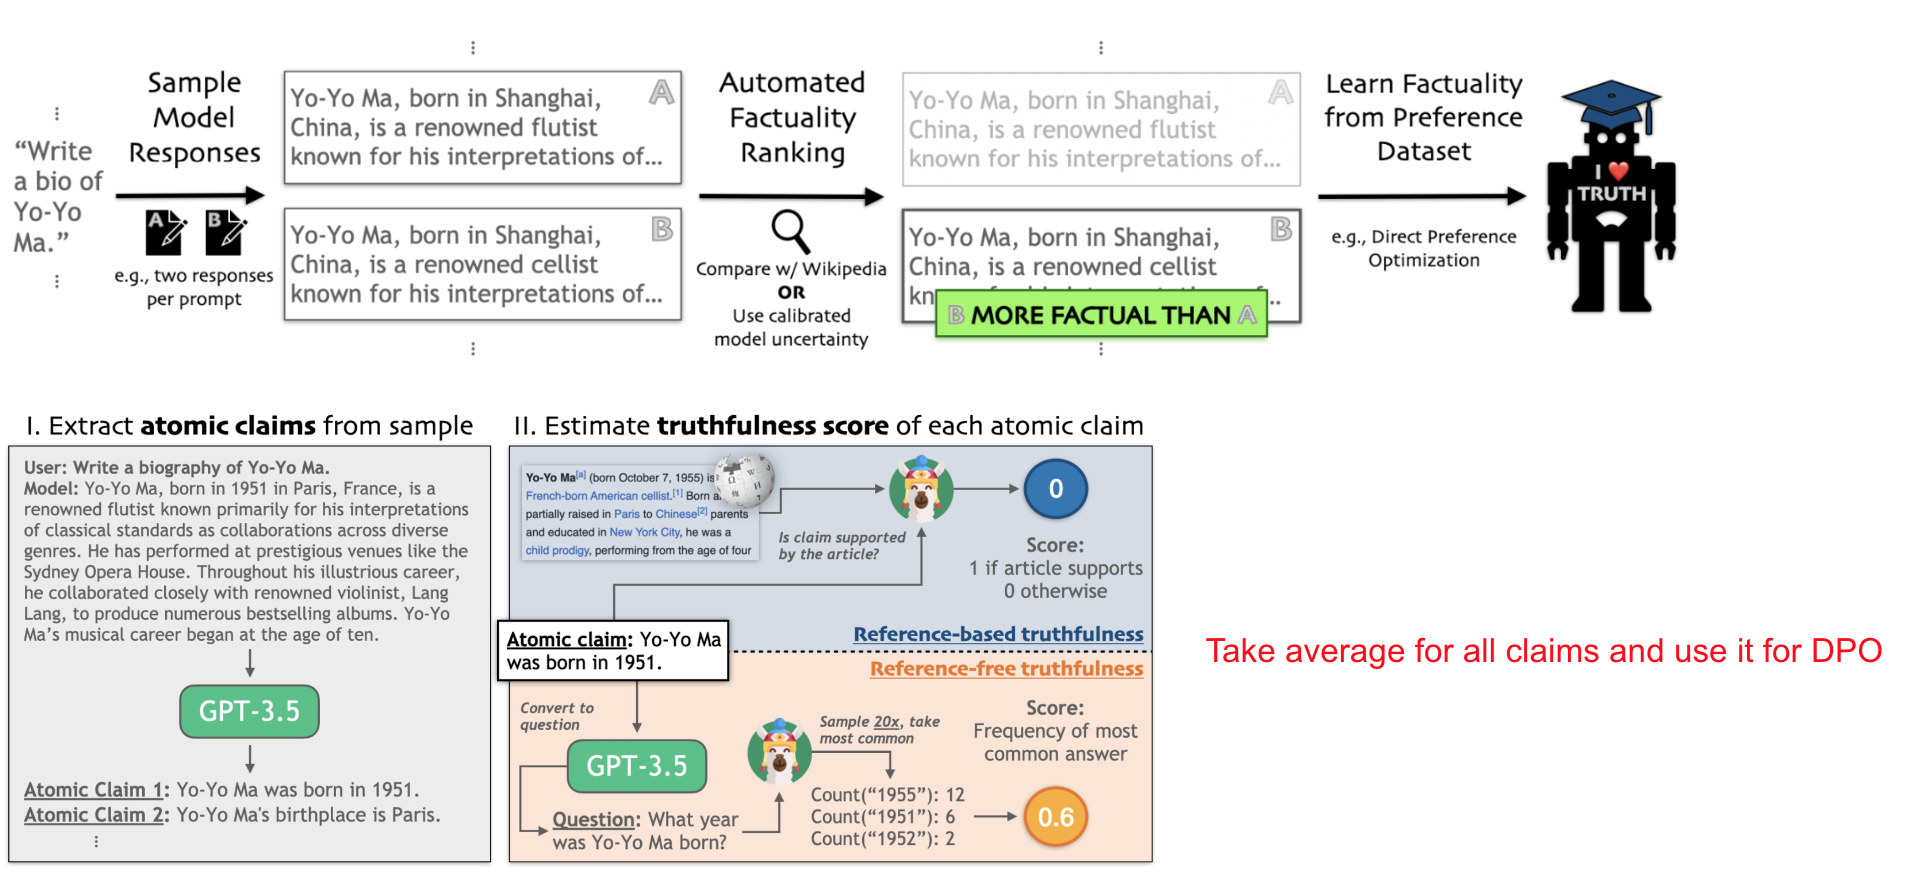 “Write
a bio of
Yo-Yo
Ma.”
Sample
Model
Responses
A
B
e.g., two responses
per prompt
Yo-Yo Ma, born in Shanghai,
China, is a renowned flutist
known for his interpretations of...
A
Yo-Yo Ma, born in Shanghai,
China, is a renowned cellist
known for his interpretations of...
B
Automated
Factuality
Ranking
Compare w/ Wikipedia
OR
Use calibrated
model uncertainty
Yo-Yo Ma, born in Shanghai,
China, is a renowned flutist
known for his interpretations of...
A
Yo-Yo Ma, born in Shanghai,
China, is a renowned cellist
B
B MORE FACTUAL THAN A
Learn Factuality
from Preference
Dataset
e.g., Direct Preference
Optimization
I ❤
TRUTH
I. Extract atomic claims from sample
User: Write a biography of Yo-Yo Ma.
Model: Yo-Yo Ma, born in 1951 in Paris, France, is a
renowned flutist known primarily for his interpretations
of classical standards as collaborations across diverse
genres. He has performed at prestigious venues like the
Sydney Opera House. Throughout his illustrious career,
he collaborated closely with renowned violinist, Lang
Lang, to produce numerous bestselling albums. Yo-Yo
Ma’s musical career began at the age of ten.
GPT-3.5
Atomic Claim 1: Yo-Yo Ma was born in 1951.
Atomic Claim 2: Yo-Yo Ma's birthplace is Paris.
II. Estimate truthfulness score of each atomic claim
Yo-Yo Ma[a] (born October 7, 1955) is
French-born American cellist.[1] Born a
partially raised in Paris to Chinese[2] parents
and educated in New York City, he was a
child prodigy, performing from the age of four
Is claim supported
by the article?
0
Score:
1 if article supports
0 otherwise
Reference-based truthfulness
Atomic claim: Yo-Yo Ma
was born in 1951.
Reference-free truthfulness
Convert to
question
GPT-3.5
Question: What year
was Yo-Yo Ma born?
Sample 20x, take
most common
Count(“1955”): 12
Count(“1951”): 6
Count(“1952”): 2
Score:
Frequency of most
common answer
0.6
Take average for all claims and use it for DPO